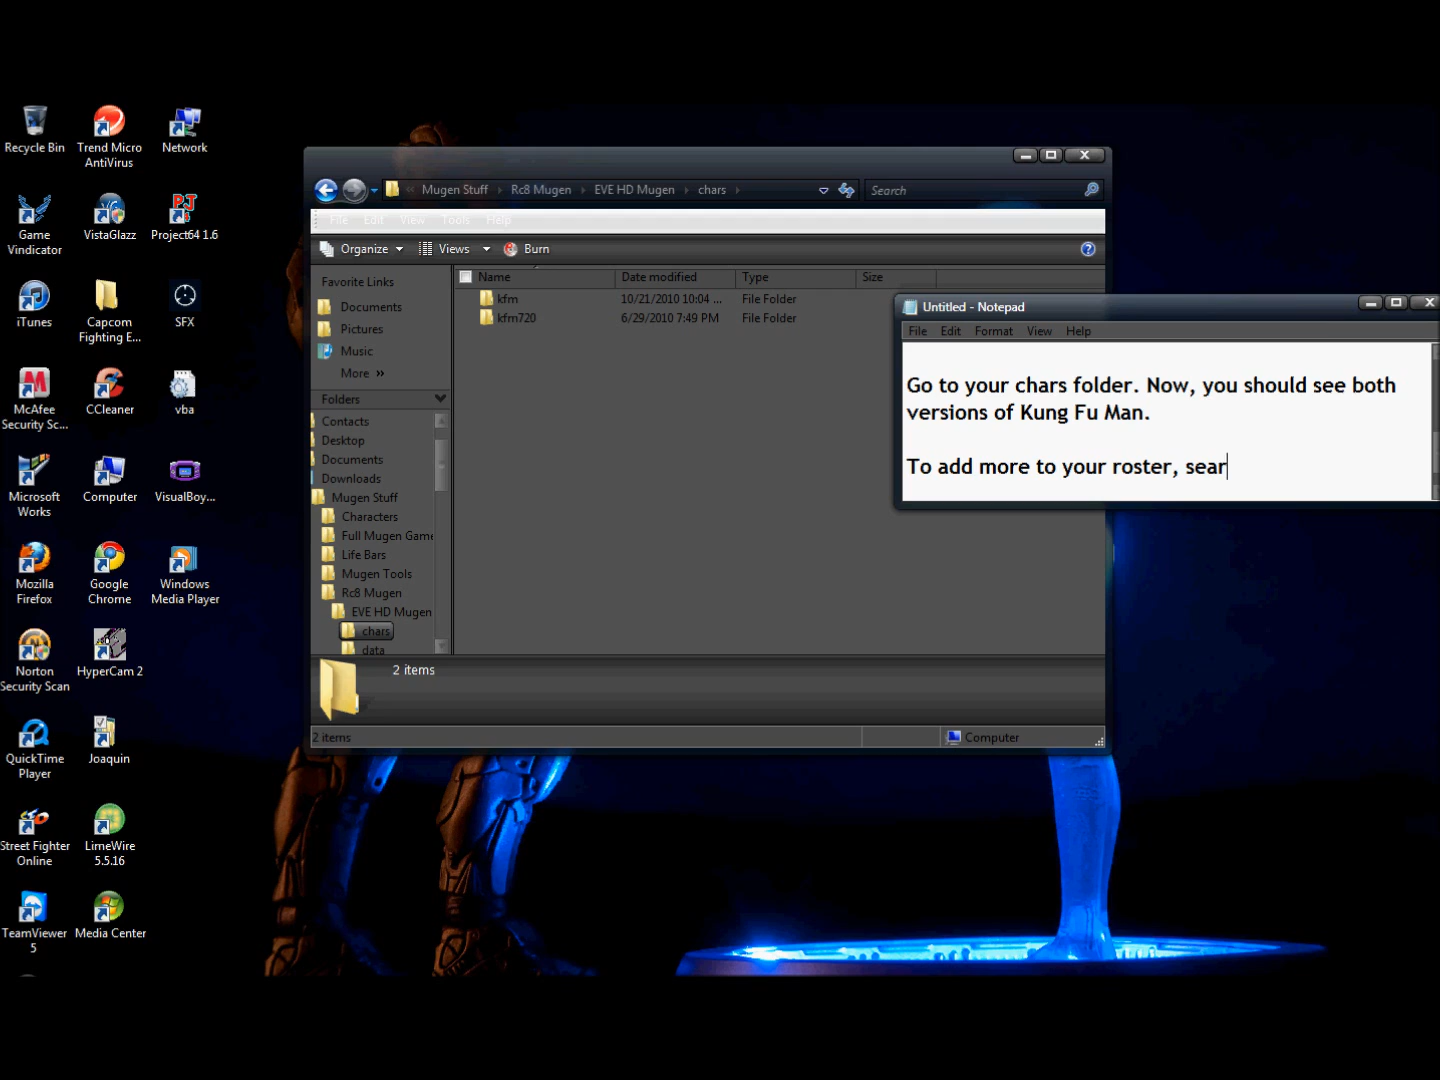 Recycle Bin
Trend Micro
AntiVirus
Network
Game
Vindicator
VistaGlazz
Project64 1.6
iTunes
Capcom
Fighting E...
SFX
McAfee
Security Sc...
CCleaner
vba
Microsoft
Works
Computer
VisualBoy...
Mozilla
Firefox
Google
Chrome
Windows
Media Player
Norton
Security Scan
HyperCam 2
QuickTime
Player
Joaquin
Street Fighter
Online
LimeWire
5.5.16
TeamViewer
5
Media Center
« Mugen Stuff › Rc8 Mugen › EVE HD Mugen › chars ›
Search
File Edit View Tools Help
Organize Views Burn
Favorite Links
Documents
Pictures
Music
More »
Folders
Contacts
Desktop
Documents
Downloads
Mugen Stuff
Characters
Full Mugen Game
Life Bars
Mugen Tools
Rc8 Mugen
EVE HD Mugen
chars
data
Name Date modified Type Size
kfm 10/21/2010 10:04 ... File Folder
kfm720 6/29/2010 7:49 PM File Folder
2 items
2 items
Computer
Untitled - Notepad
File Edit Format View Help
Go to your chars folder. Now, you should see both
versions of Kung Fu Man.
To add more to your roster, sear